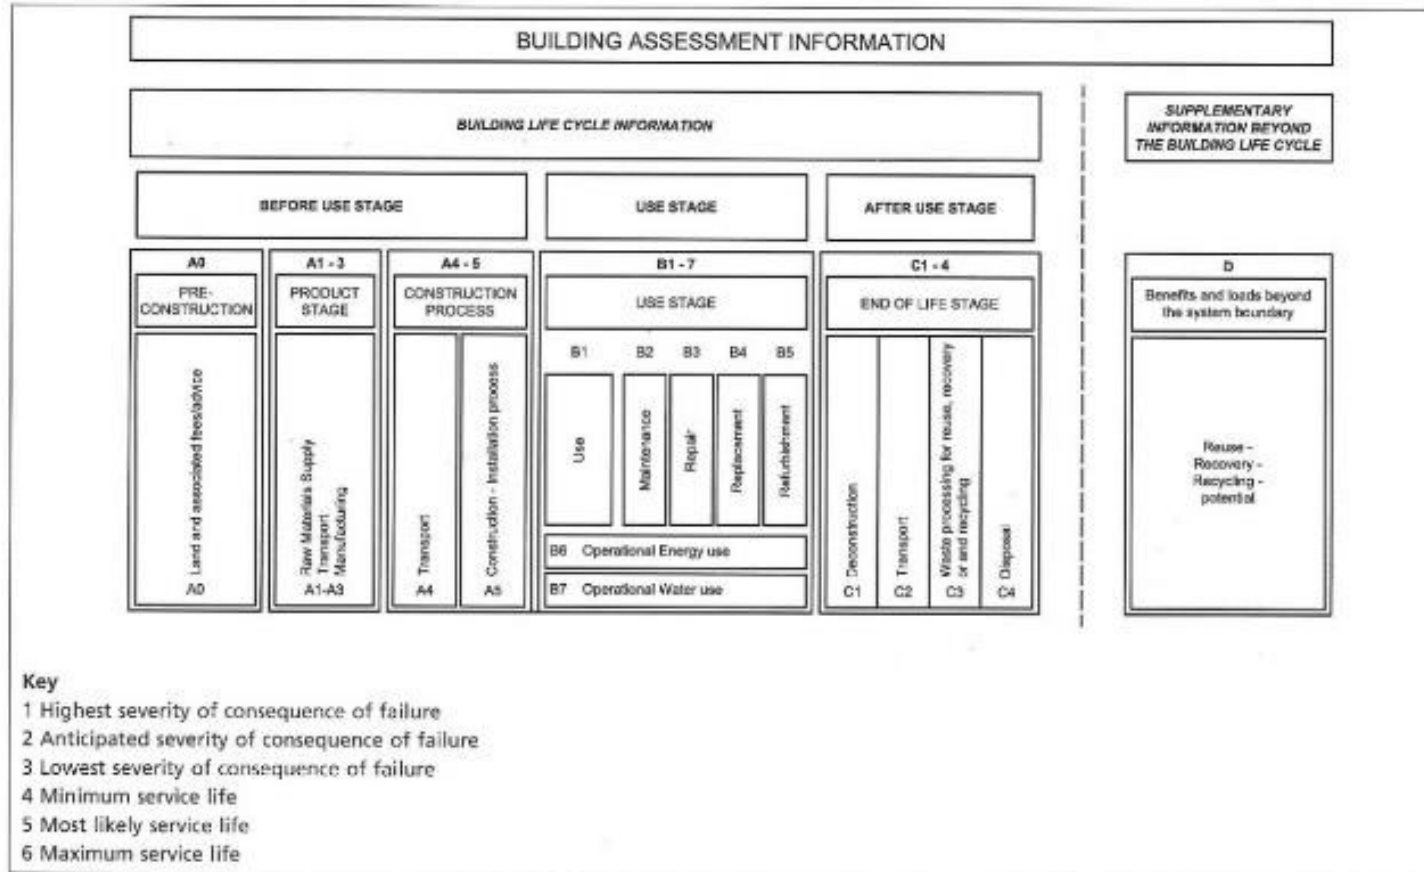 BUILDING ASSESSMENT INFORMATION
BUILDING LIFE CYCLE INFORMATION
SUPPLEMENTARY
INFORMATION BEYOND
THE BUILDING LIFE CYCLE
BEFORE USE STAGE
USE STAGE
AFTER USE STAGE
A0
PRE-
CONSTRUCTION
Land and associated fees/advice
A0
A1 - 3
PRODUCT
STAGE
Raw Materials Supply
Transport
Manufacturing
A1-A3
A4 - 5
CONSTRUCTION
PROCESS
Transport
A4
Construction - Installation process
A5
B1 - 7
USE STAGE
B1
Use
B2
Maintenance
B3
Repair
B4
Replacement
B5
Refurbishment
B6 Operational Energy use
B7 Operational Water use
C1 - 4
END OF LIFE STAGE
Deconstruction
C1
Transport
C2
Waste processing for reuse, recovery
or and recycling
C3
Disposal
C4
D
Benefits and loads beyond
the system boundary
Reuse -
Recovery -
Recycling -
potential
Key
1 Highest severity of consequence of failure
2 Anticipated severity of consequence of failure
3 Lowest severity of consequence of failure
4 Minimum service life
5 Most likely service life
6 Maximum service life